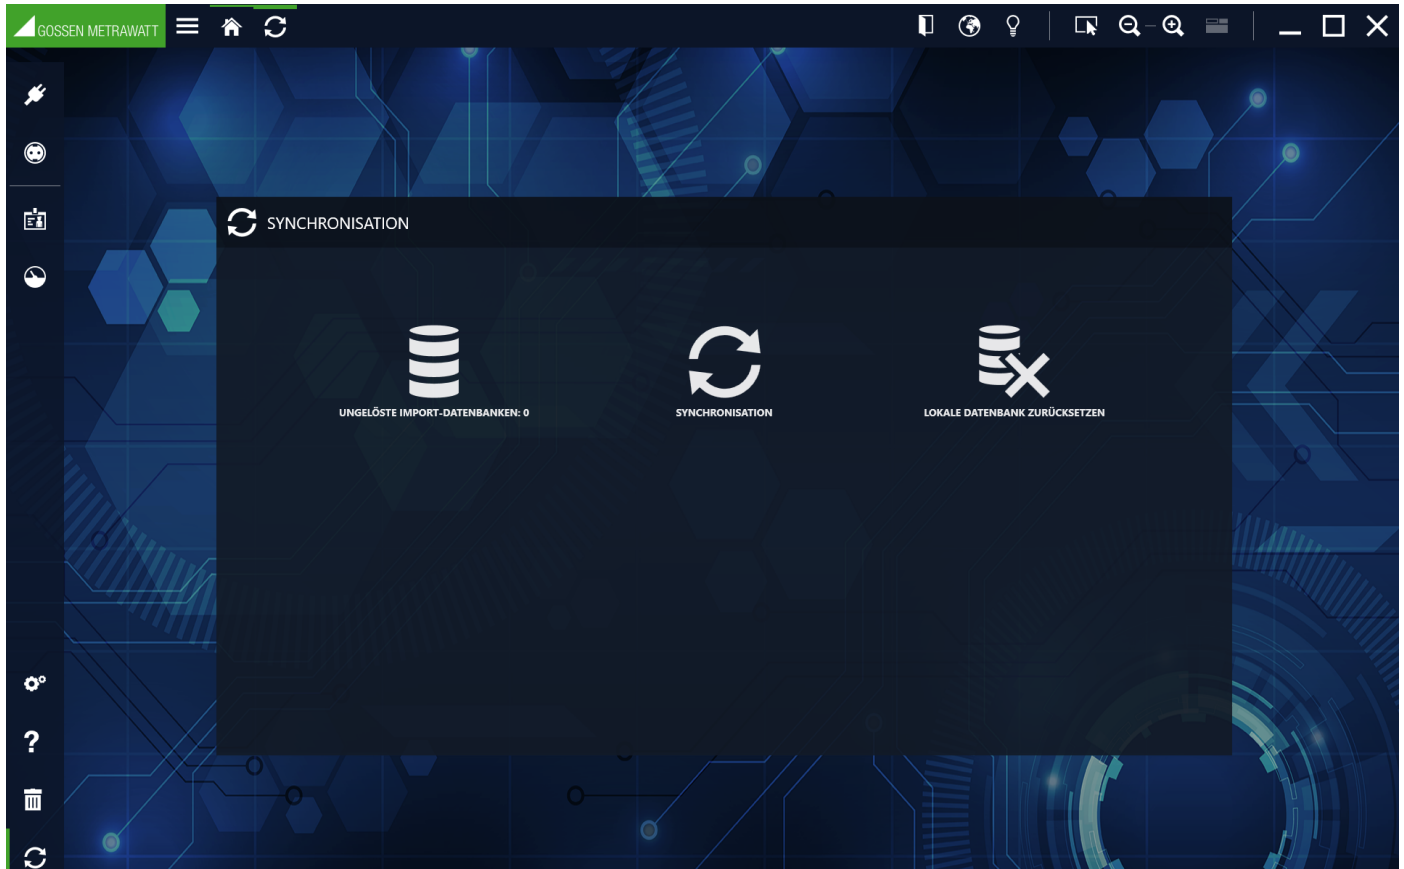 GOSSEN METRAWATT
SYNCHRONISATION
UNGELÖSTE IMPORT-DATENBANKEN: 0
SYNCHRONISATION
LOKALE DATENBANK ZURÜCKSETZEN